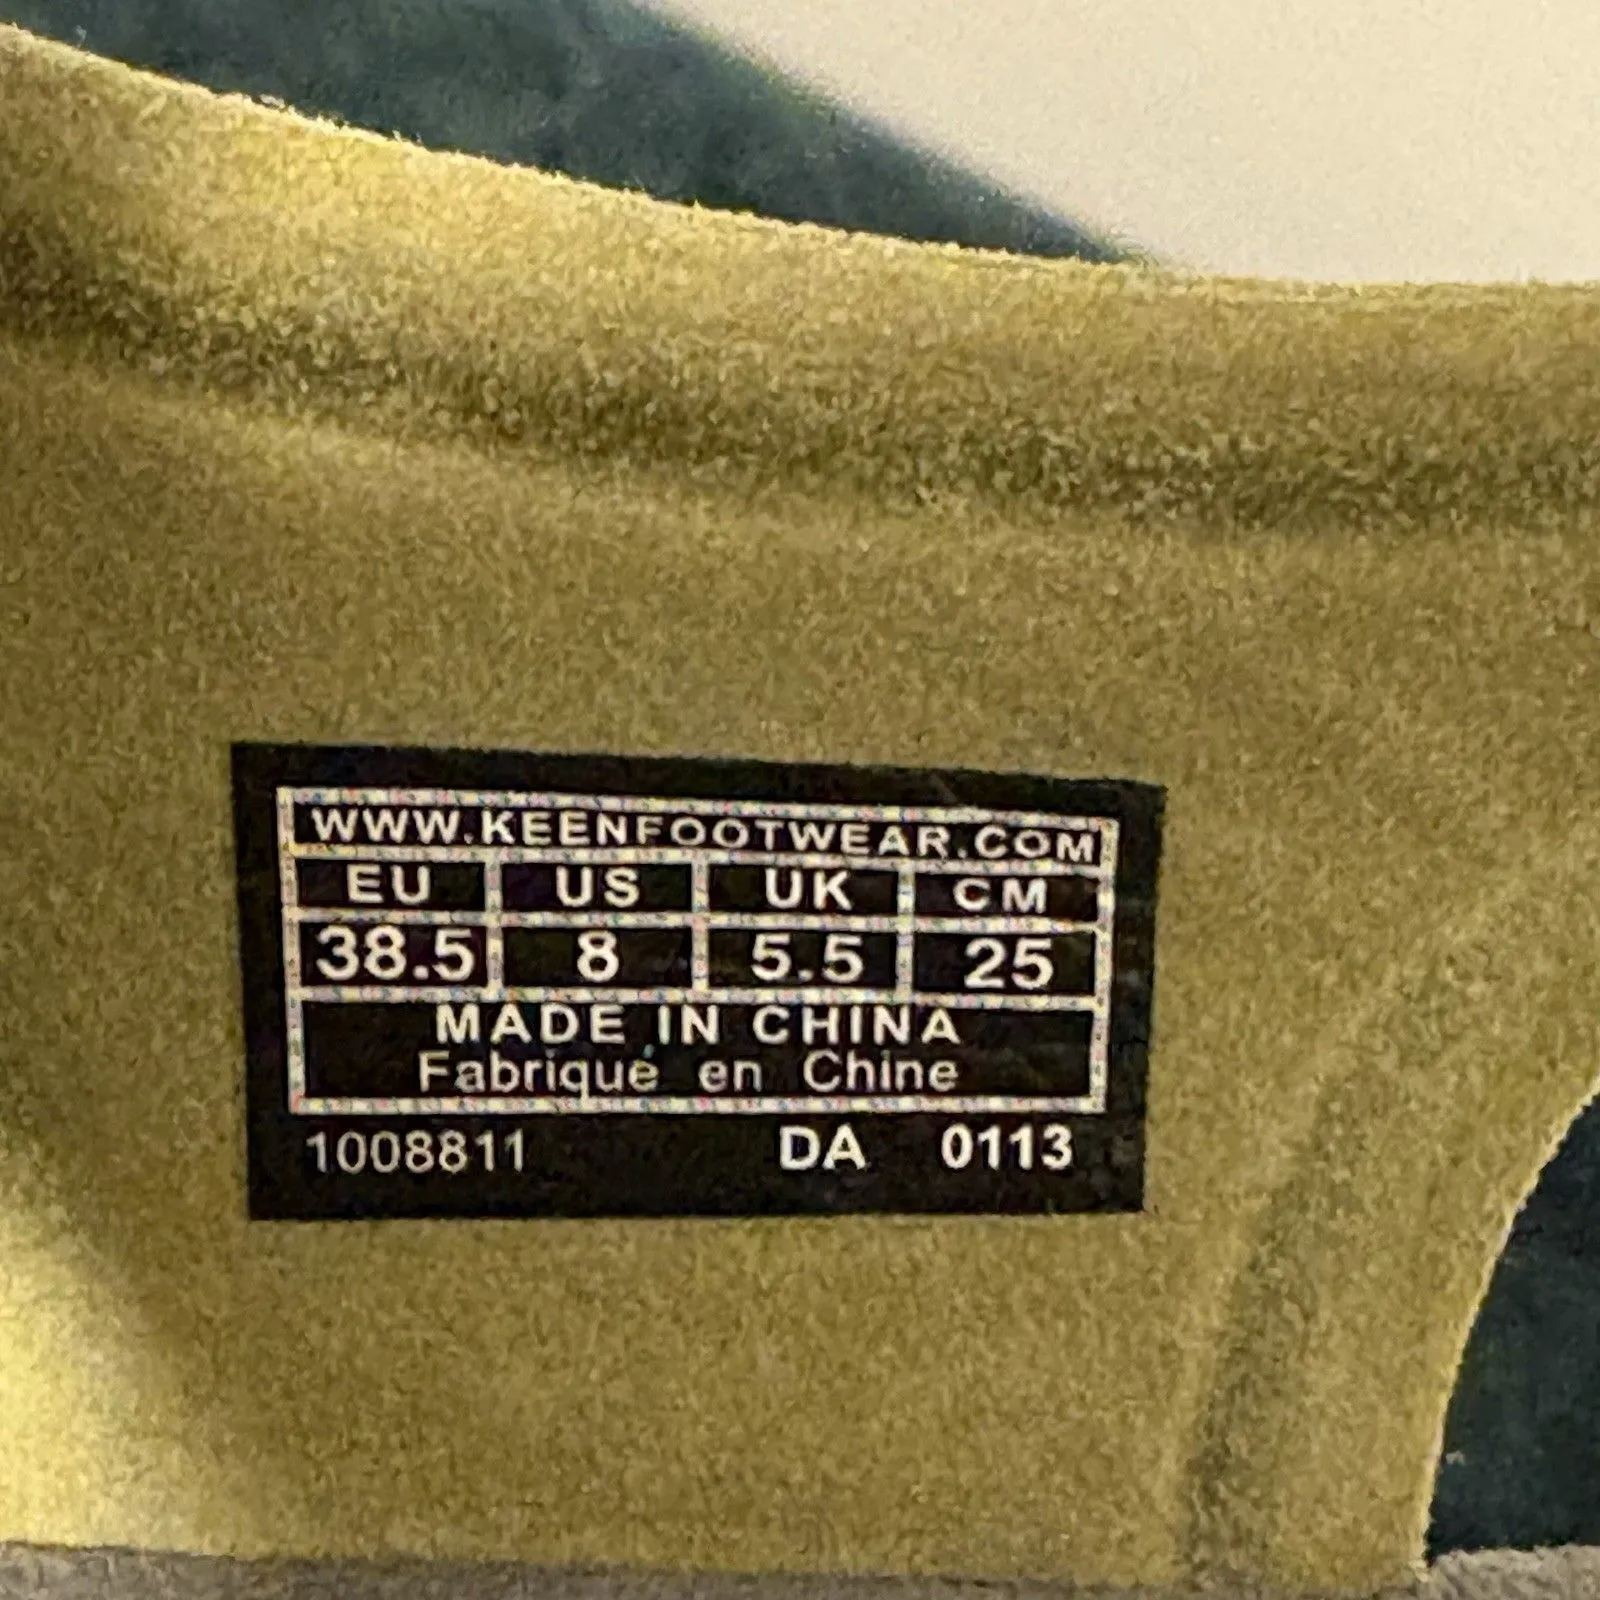 WWW.KEENFOOTWEAR.COM
EU US UK CM
38.5 8 5.5 25
MADE IN CHINA
Fabriqué en Chine
1008811 DA 0113